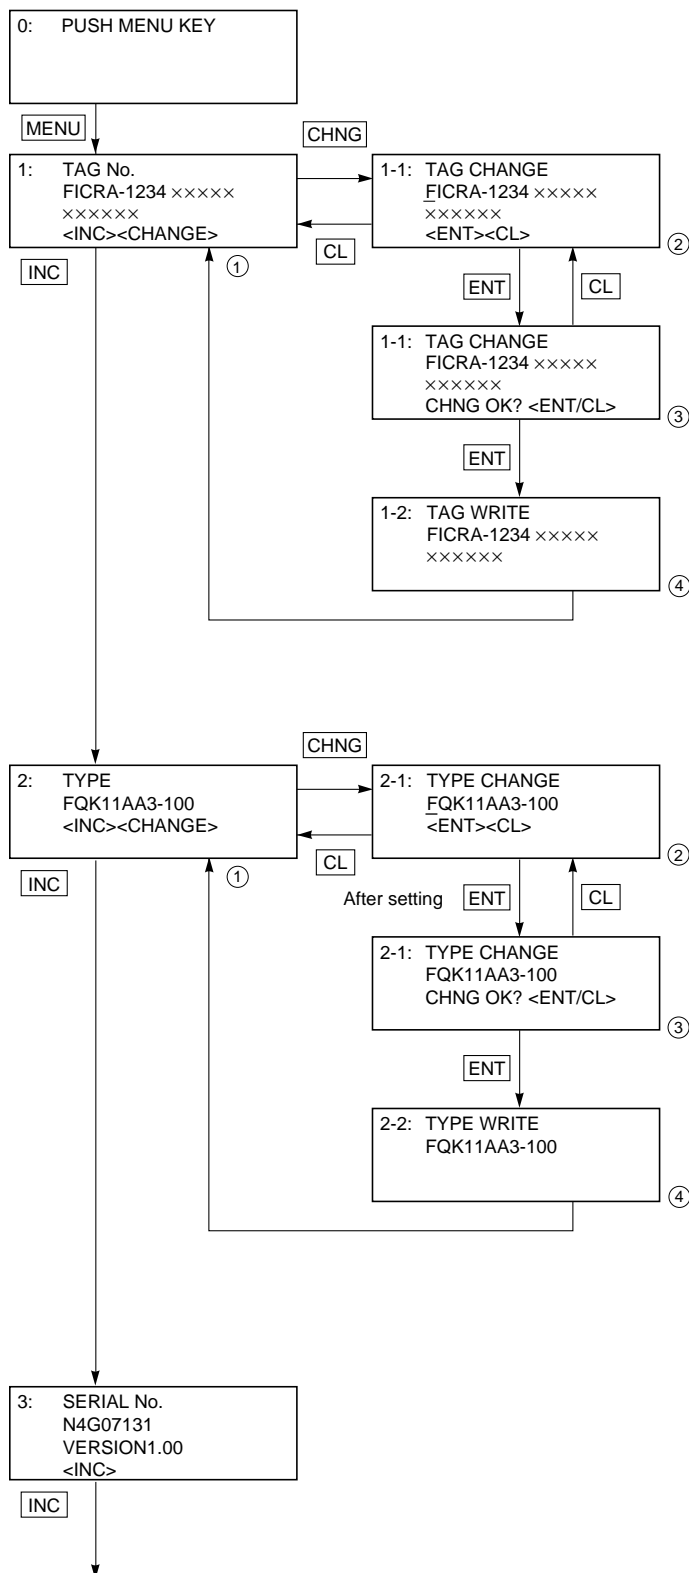 0: PUSH MENU KEY
MENU
CHNG
1: TAG No.
FICRA-1234 ×××××
××××××
<INC><CHANGE>
1-1: TAG CHANGE
FICRA-1234 ×××××
××××××
<ENT><CL>
CL
①
②
INC
ENT
CL
1-1: TAG CHANGE
FICRA-1234 ×××××
××××××
CHNG OK? <ENT/CL>
③
ENT
1-2: TAG WRITE
FICRA-1234 ×××××
××××××
④
CHNG
2: TYPE
FQK11AA3-100
<INC><CHANGE>
2-1: TYPE CHANGE
FQK11AA3-100
<ENT><CL>
CL
①
②
INC
After setting
ENT
CL
2-1: TYPE CHANGE
FQK11AA3-100
CHNG OK? <ENT/CL>
③
ENT
2-2: TYPE WRITE
FQK11AA3-100
④
3: SERIAL No.
N4G07131
VERSION1.00
<INC>
INC